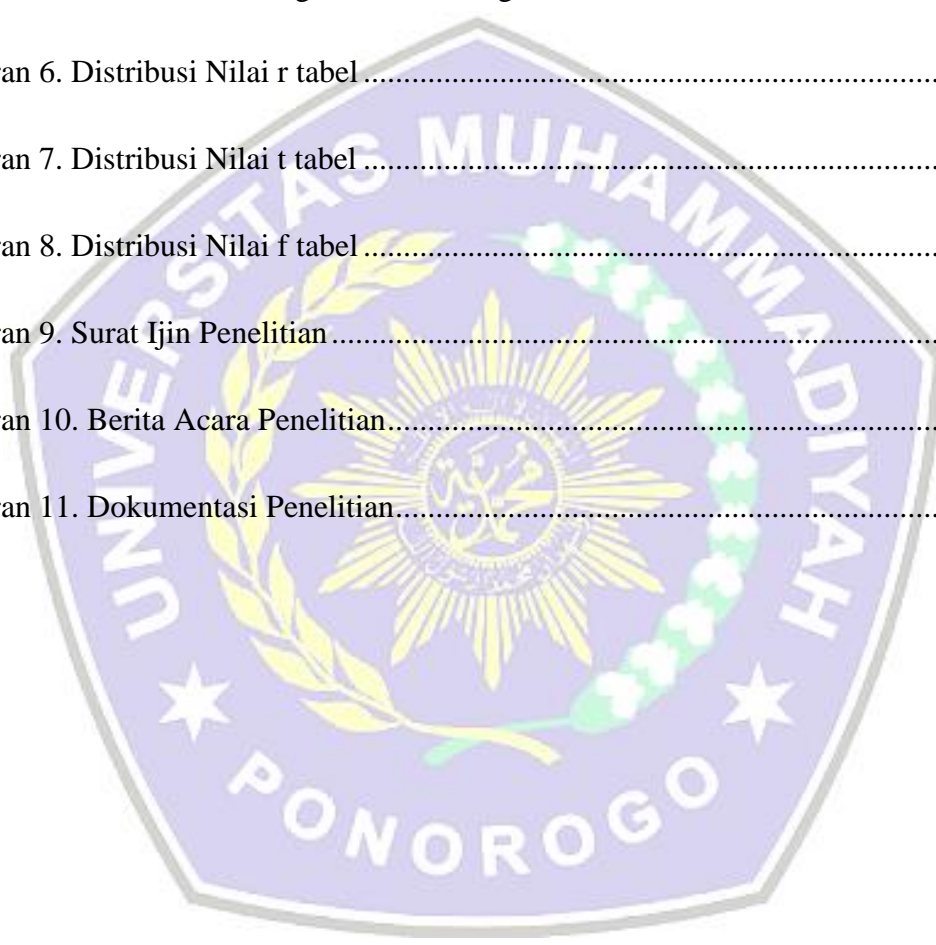 ran 6. Distribusi Nilai r tabel
ran 7. Distribusi Nilai t tabel
ran 8. Distribusi Nilai f tabel
ran 9. Surat Ijin Penelitian
ran 10. Berita Acara Penelitian
ran 11. Dokumentasi Penelitian
UNIVERSITAS MUHAMMADIYAH
PONOROGO